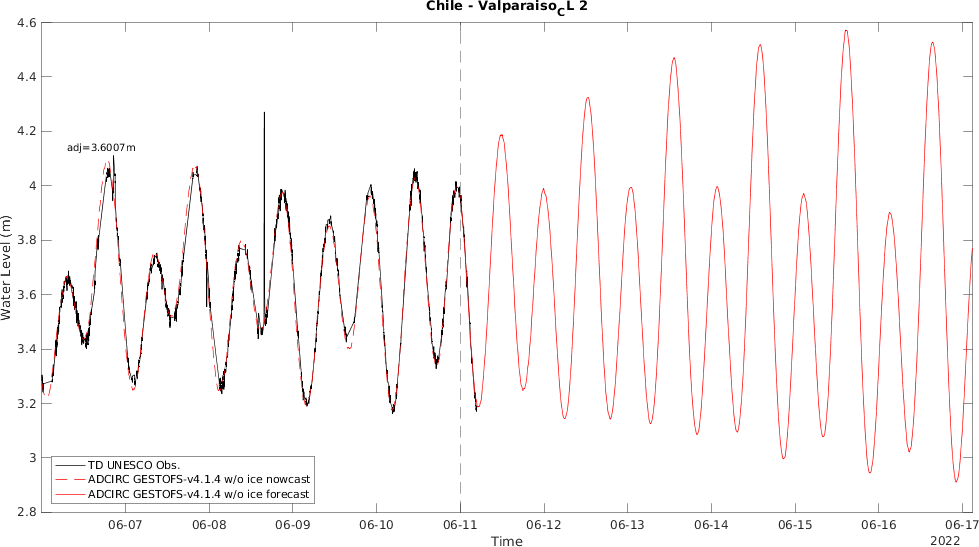 Chile - Valparaiso_CL 2
4.6
4.4
4.2
4
3.8
3.6
3.4
3.2
3
2.8
Water Level (m)
adj=3.6007m
TD UNESCO Obs.
ADCIRC GESTOFS-v4.1.4 w/o ice nowcast
ADCIRC GESTOFS-v4.1.4 w/o ice forecast
06-07 06-08 06-09 06-10 06-11 06-12 06-13 06-14 06-15 06-16 06-17
Time
2022